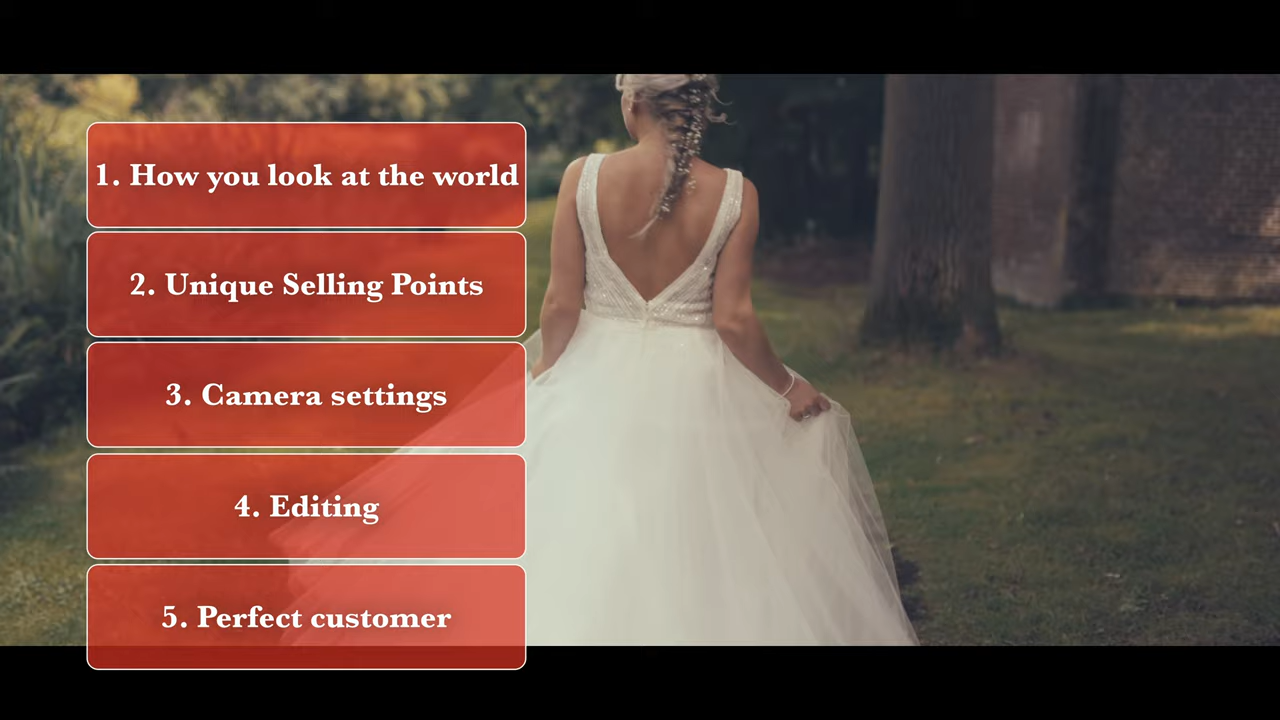 1. How you look at the world
2. Unique Selling Points
3. Camera settings
4. Editing
5. Perfect customer